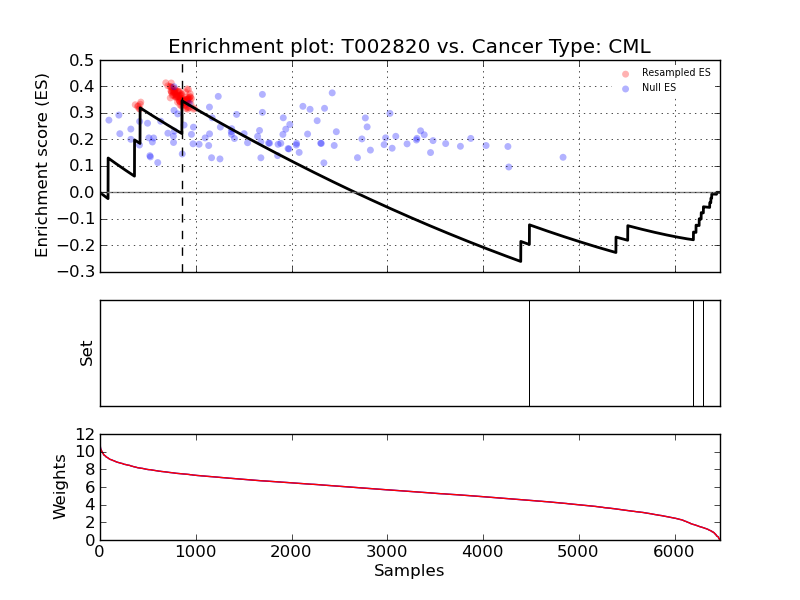 Enrichment plot: T002820 vs. Cancer Type: CML
0.5
0.4
0.3
0.2
0.1
0.0
−0.1
−0.2
−0.3
Enrichment score (ES)
Resampled ES
Null ES
Set
12
10
8
6
4
2
0
Weights
0 1000 2000 3000 4000 5000 6000
Samples